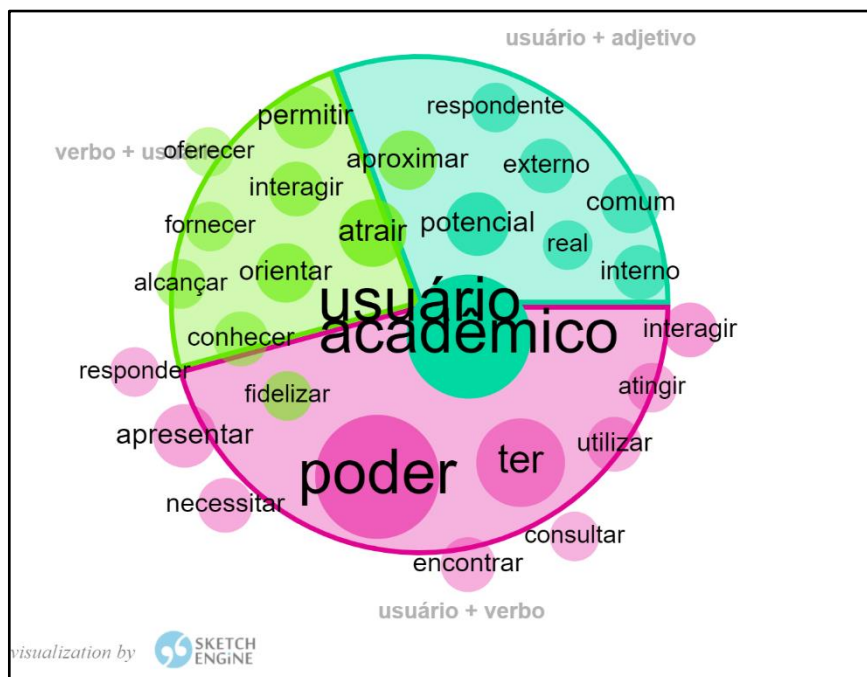 usuário + adjetivo
respondente
permitir
oferecer
verbo + usuário
aproximar
externo
interagir
comum
potencial
fornecer
atrair
real
orientar
interno
alcançar
usuário
acadêmico
interagir
conhecer
responder
atingir
fidelizar
apresentar
utilizar
ter
poder
necessitar
consultar
encontrar
usuário + verbo
visualization by SKETCH
ENGINE